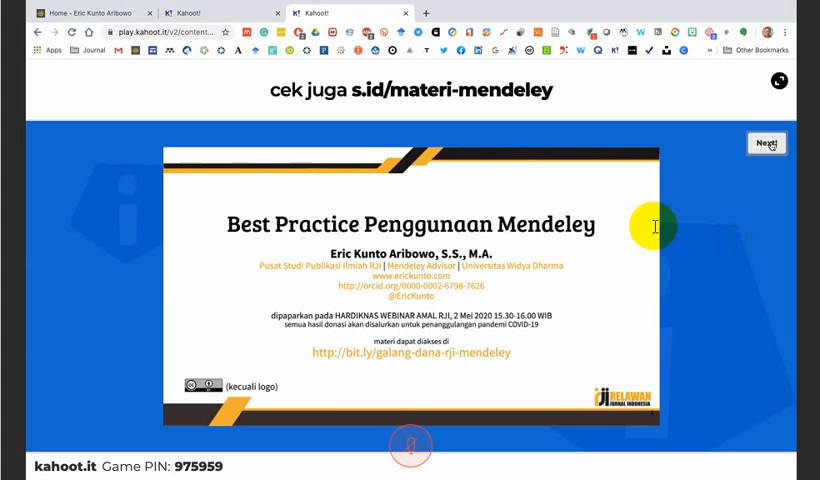 Home – Eric Kunto Aribowo
Kahoot!
Kahoot!
play.kahoot.it/v2/content...
Apps
Journal
Other Bookmarks
cek juga s.id/materi-mendeley
Next
Best Practice Penggunaan Mendeley
Eric Kunto Aribowo, S.S., M.A.
Pusat Studi Publikasi Ilmiah RJI | Mendeley Advisor | Universitas Widya Dharma
www.erickunto.com
http://orcid.org/0000-0002-6798-7626
@EricKunto
dipaparkan pada HARDIKNAS WEBINAR AMAL RJI, 2 Mei 2020 15.30-16.00 WIB
semua hasil donasi akan disalurkan untuk penanggulangan pandemi COVID-19
materi dapat diakses di
http://bit.ly/galang-dana-rji-mendeley
(kecuali logo)
RELAWAN
JURNAL INDONESIA
kahoot.it Game PIN: 975959